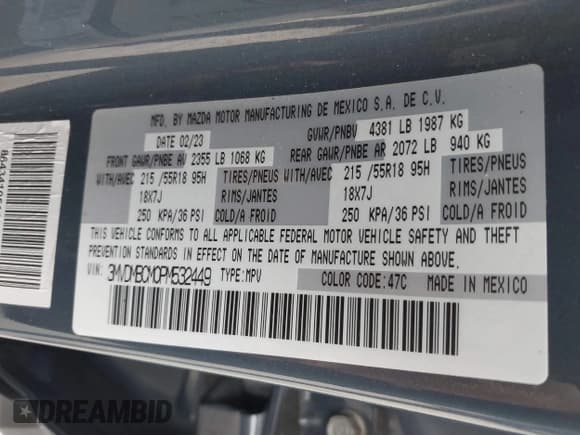 MFD. BY MAZDA MOTOR MANUFACTURING DE MEXICO S.A. DE C.V.
DATE 02/23 GVWR/PNBV 4381 LB 1987 KG
FRONT GAWR/PNBE AV 2355 LB 1068 KG REAR GAWR/PNBE AR 2072 LB 940 KG
WITH/AVEC 215 /55R18 95H TIRES/PNEUS WITH/AVEC 215 /55R18 95H TIRES/PNEUS
18X7J RIMS/JANTES 18X7J RIMS/JANTES
250 KPA/36 PSI COLD/A FROID 250 KPA/36 PSI COLD/A FROID
THIS VEHICLE CONFORMS TO ALL APPLICABLE FEDERAL MOTOR VEHICLE SAFETY AND THEFT
PREVENTION STANDARDS IN EFFECT ON THE DATE OF MANUFACTURE SHOWN ABOVE.
VIN: 3MVDMBCM0PM532449 TYPE:MPV COLOR CODE:47C MADE IN MEXICO
DREAMBID